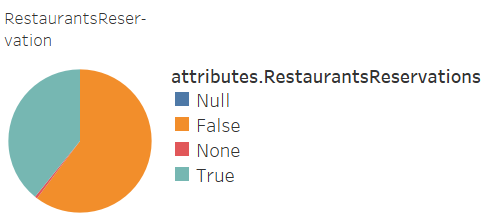 RestaurantsReser-
vation
attributes.RestaurantsReservations
Null
False
None
True